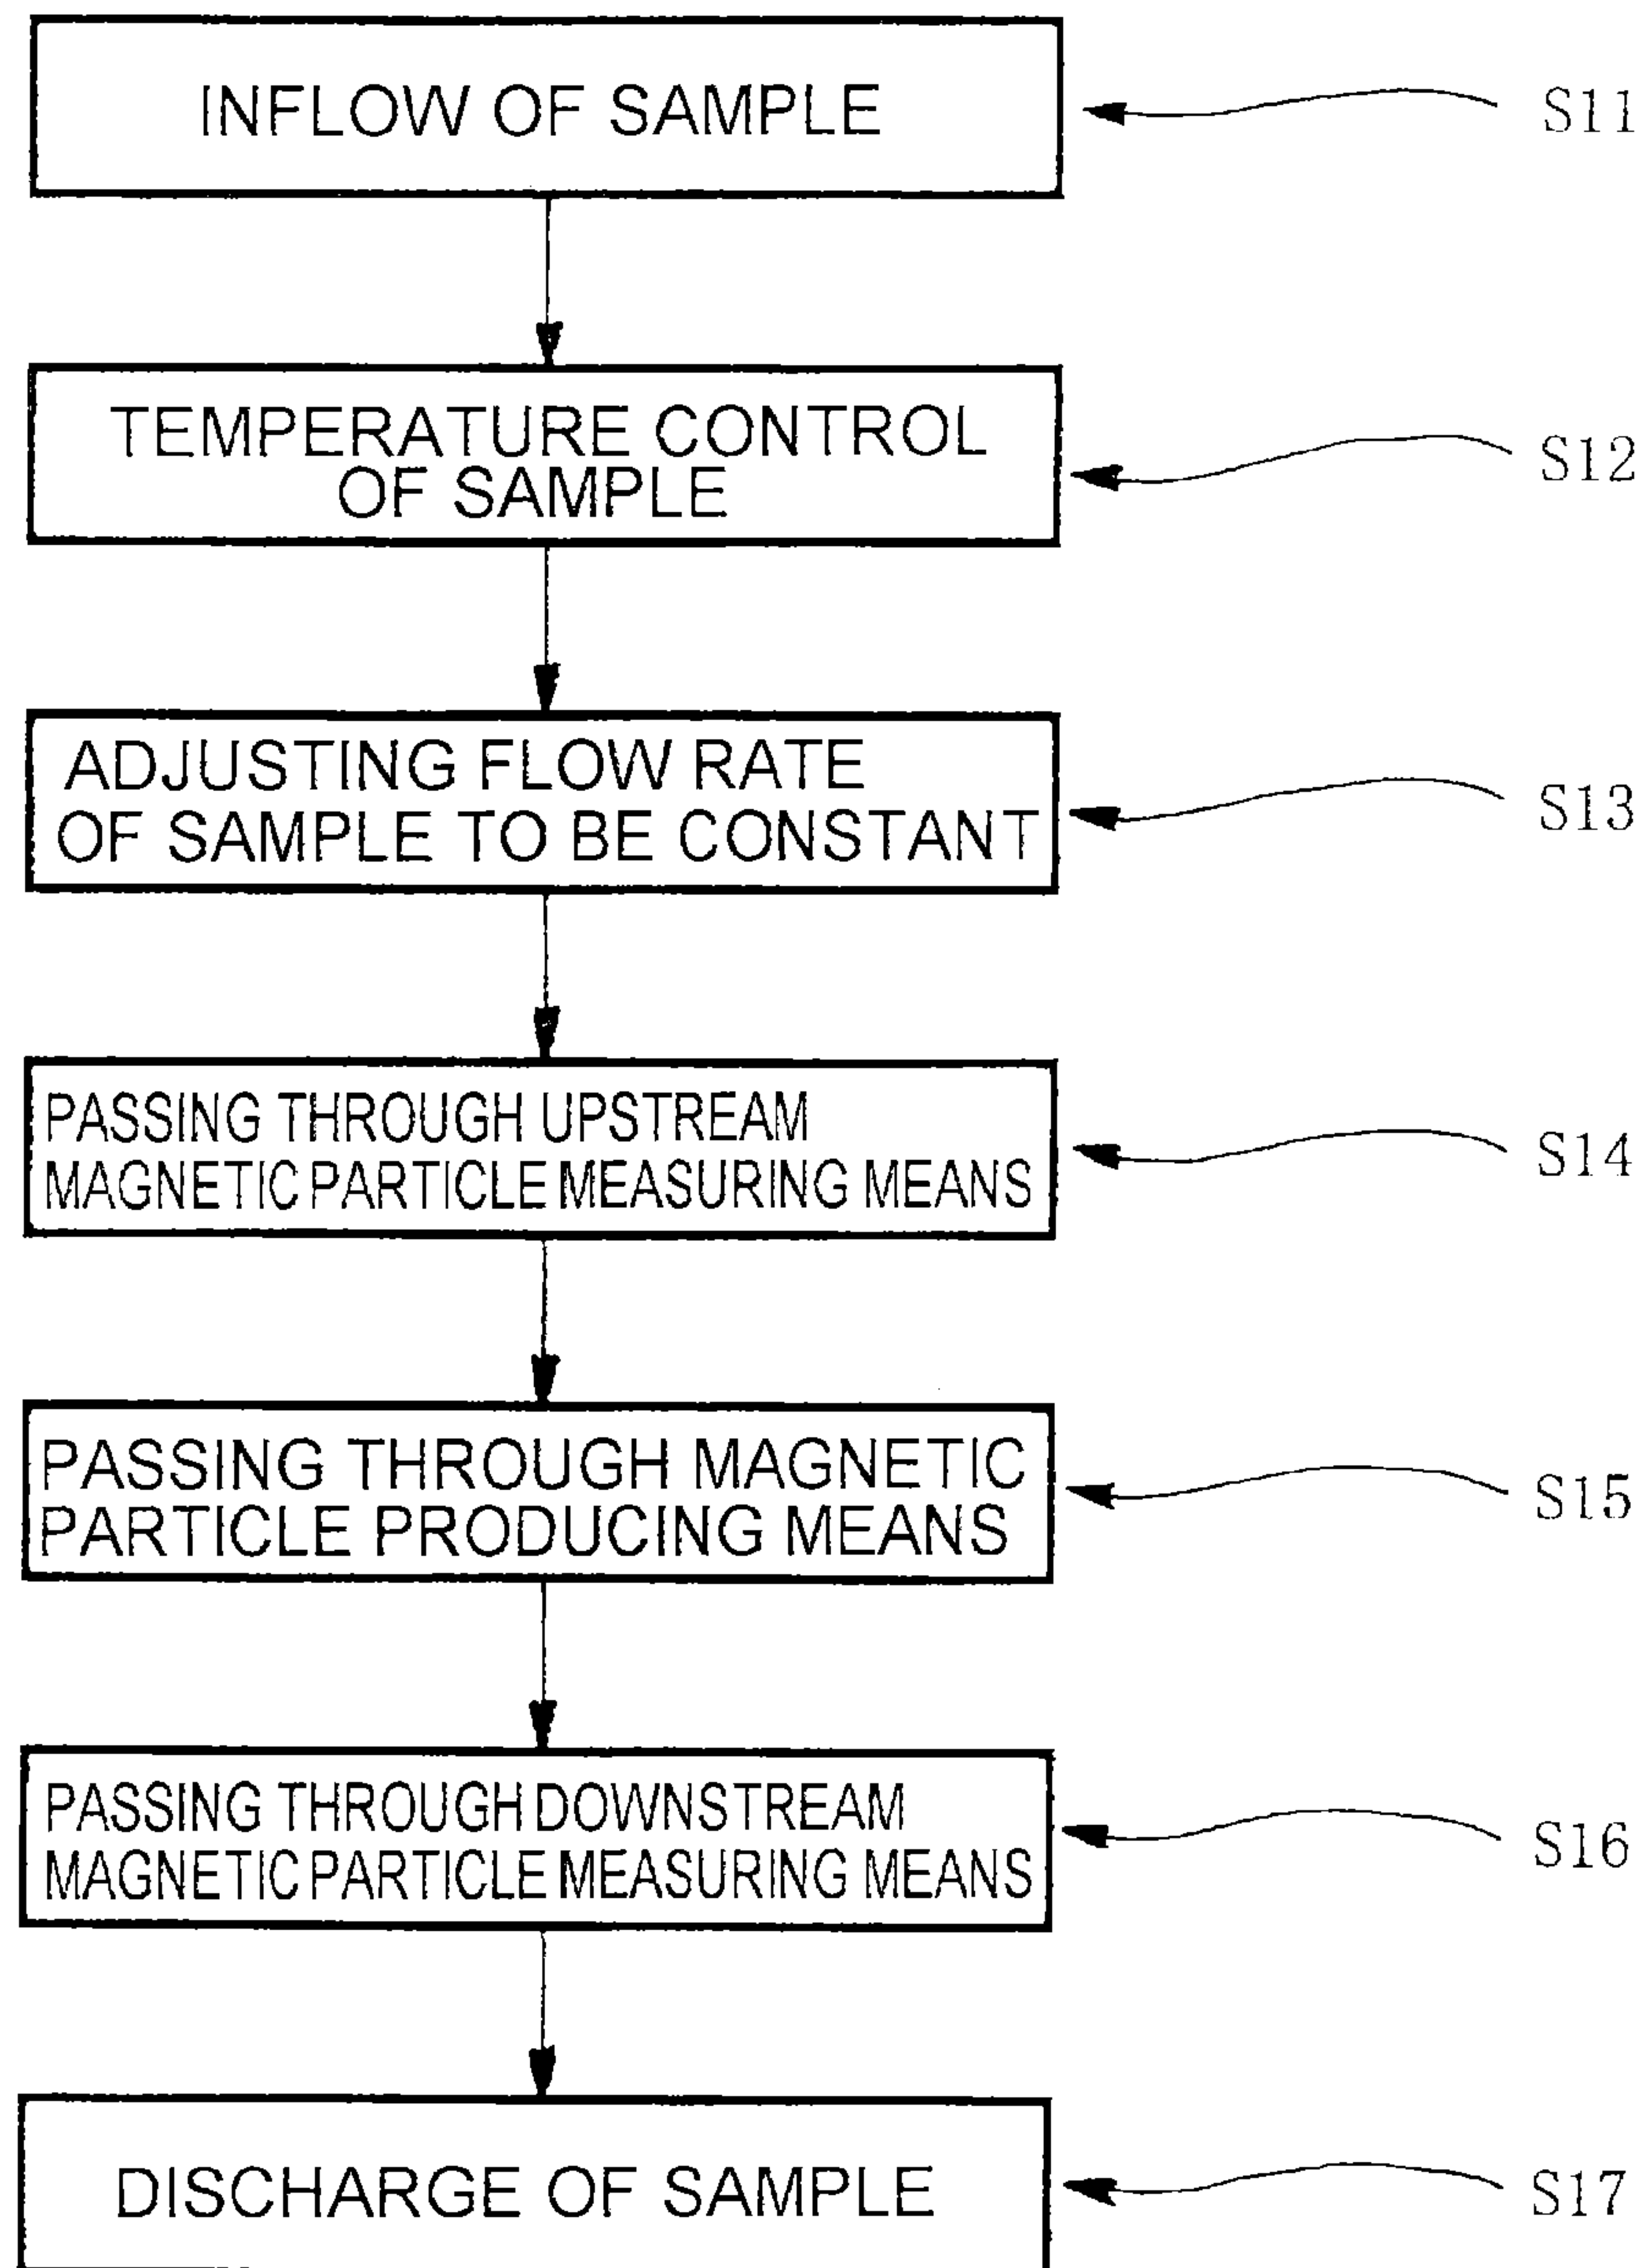 INFLOW OF SAMPLE
S11
TEMPERATURE CONTROL
OF SAMPLE
S12
ADJUSTING FLOW RATE
OF SAMPLE TO BE CONSTANT
S13
PASSING THROUGH UPSTREAM
MAGNETIC PARTICLE MEASURING MEANS
S14
PASSING THROUGH MAGNETIC
PARTICLE PRODUCING MEANS
S15
PASSING THROUGH DOWNSTREAM
MAGNETIC PARTICLE MEASURING MEANS
S16
DISCHARGE OF SAMPLE
S17